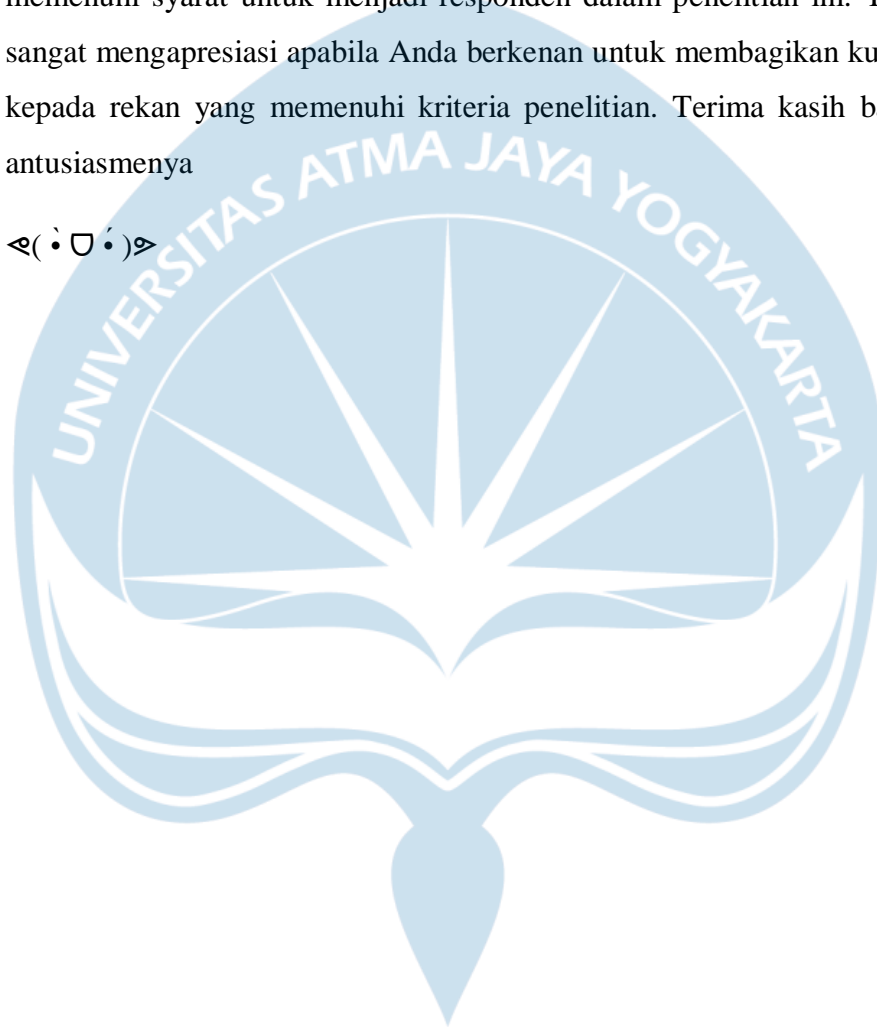 memenuhi syarat untuk menjadi responden dalam penelitian ini.
sangat mengapresiasi apabila Anda berkenan untuk membagikan
kepada rekan yang memenuhi kriteria penelitian. Terima kasih
antusiasmenya
ᕙ( •̀ ᗜ •́ )ᕗ
UNIVERSITAS ATMA JAYA YOGYAKARTA